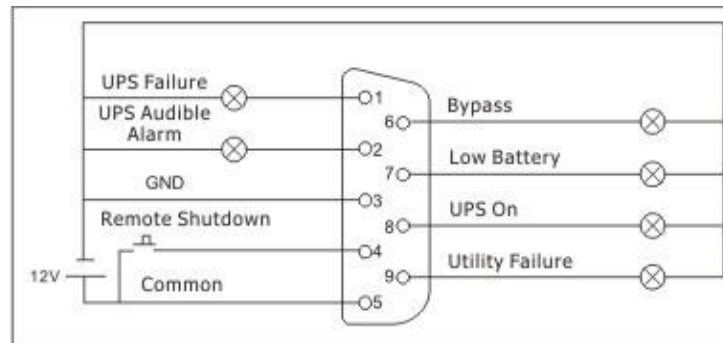 UPS Failure
1
UPS Audible
Alarm
2
GND
3
Remote Shutdown
4
12V
Common
5
6
Bypass
7
Low Battery
8
UPS On
9
Utility Failure